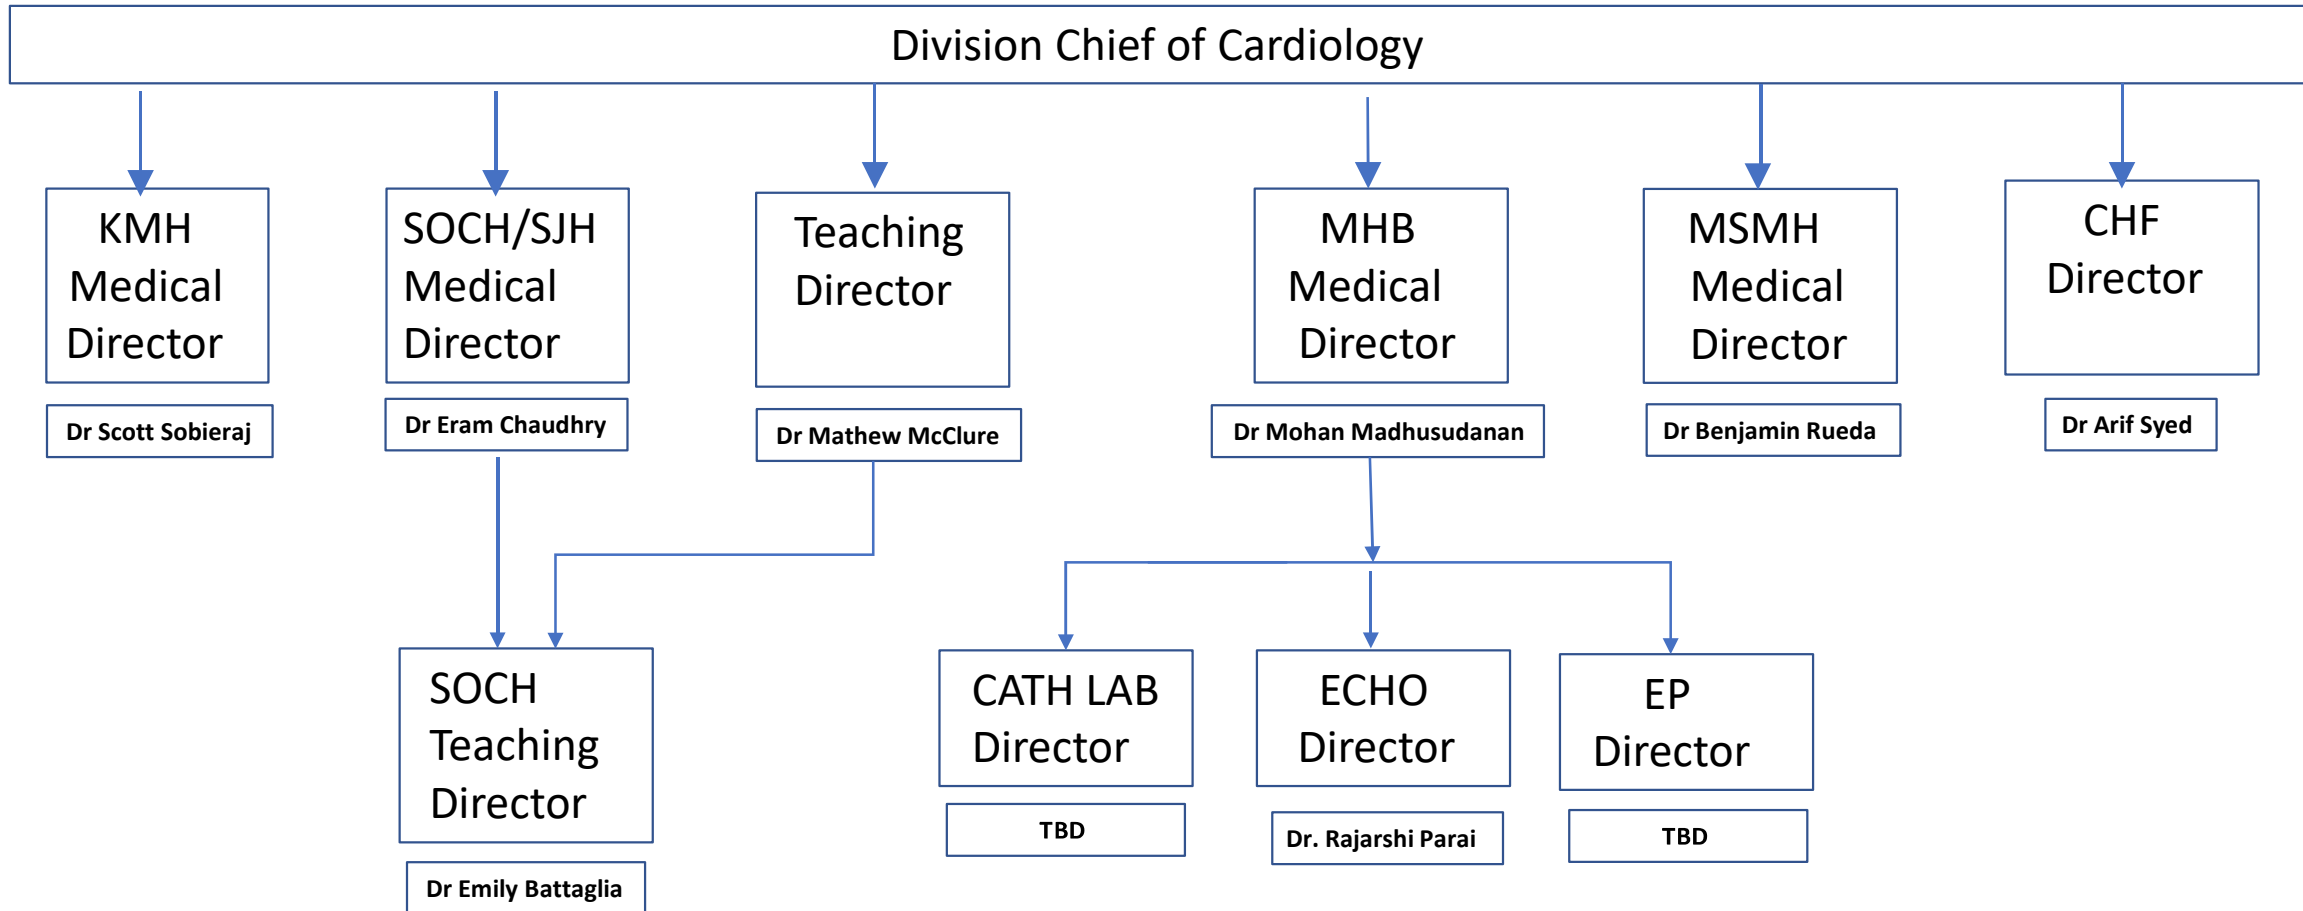 Division Chief of Cardiology
KMH
Medical
Director
SOCH/SJH
Medical
Director
Teaching
Director
MHB
Medical
Director
MSMH
Medical
Director
CHF
Director
Dr Scott Sobieraj
Dr Eram Chaudhry
Dr Mathew McClure
Dr Mohan Madhusudanan
Dr Benjamin Rueda
Dr Arif Syed
SOCH
Teaching
Director
CATH LAB
Director
ECHO
Director
EP
Director
Dr Emily Battaglia
TBD
Dr. Rajarshi Parai
TBD